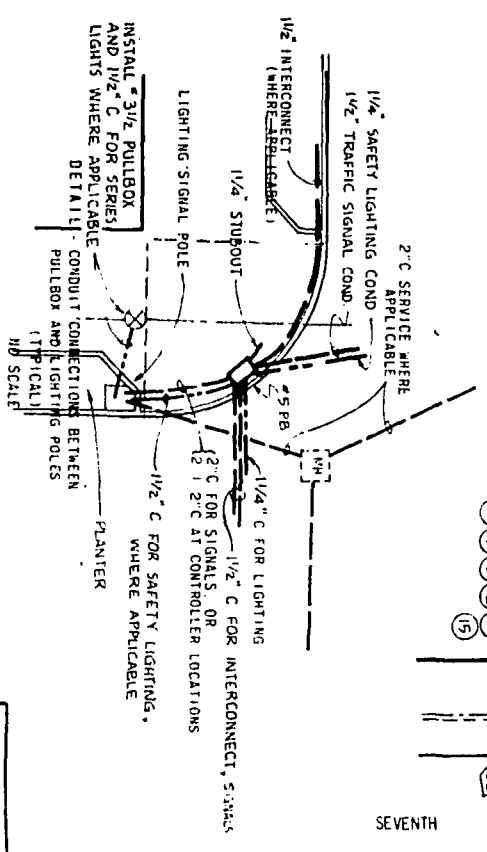 2"C SERVICE WHERE
APPLICABLE
1¼" SAFETY LIGHTING COND
1½" TRAFFIC SIGNAL COND.
1½" INTERCONNECT
(WHERE APPLICABLE)
1¼" STUBOUT
LIGHTING SIGNAL POLE
INSTALL #3½ PULLBOX
AND 1½" C FOR SERIES
LIGHTS WHERE APPLICABLE
DETAIL - CONDUIT CONNECTIONS BETWEEN
PULLBOX AND LIGHTING POLES
(TYPICAL)
NO SCALE
#5 PB
MH
1¼" C FOR LIGHTING
1½" C FOR INTERCONNECT, SIGNALS
(2"C FOR SIGNALS. OR
(2 - 2"C AT CONTROLLER LOCATIONS
1½" C FOR SAFETY LIGHTING,
WHERE APPLICABLE
PLANTER
15
SEVENTH